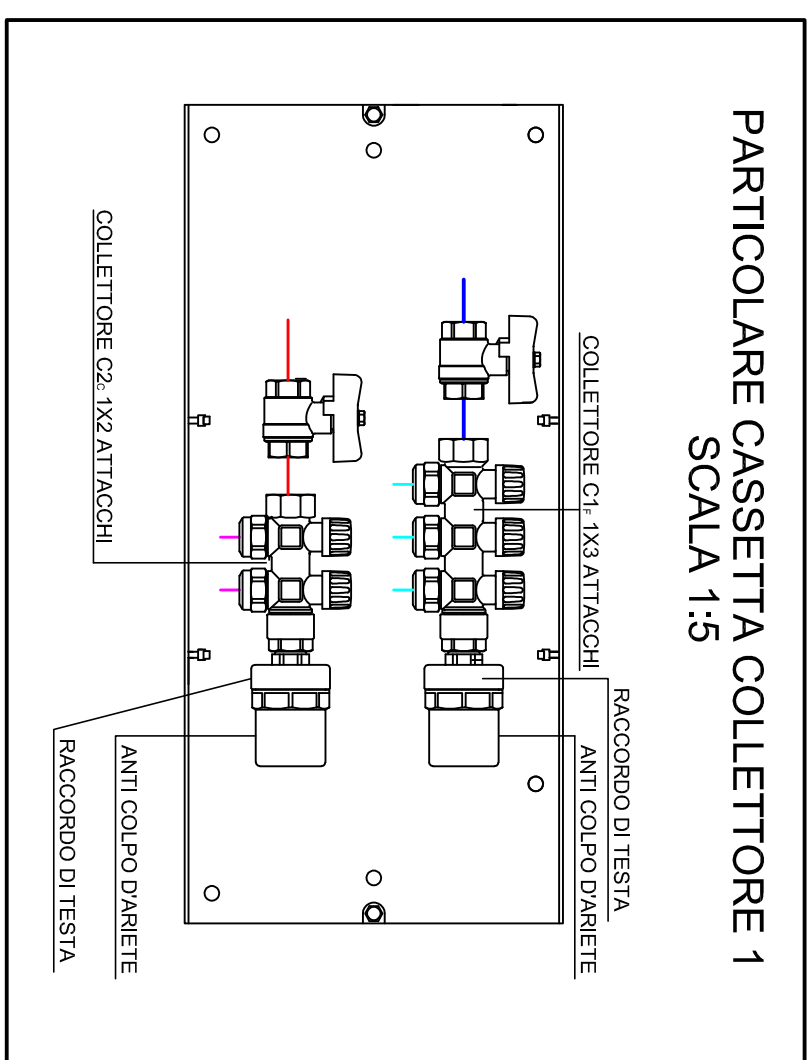 PARTICOLARE CASSETTA COLLETTORE 1
SCALA 1:5
RACCORDO DI TESTA
COLLETTORE C1F 1X3 ATTACCHI
ANTI COLPO D'ARIETE
COLLETTORE C2C 1X2 ATTACCHI
ANTI COLPO D'ARIETE
RACCORDO DI TESTA